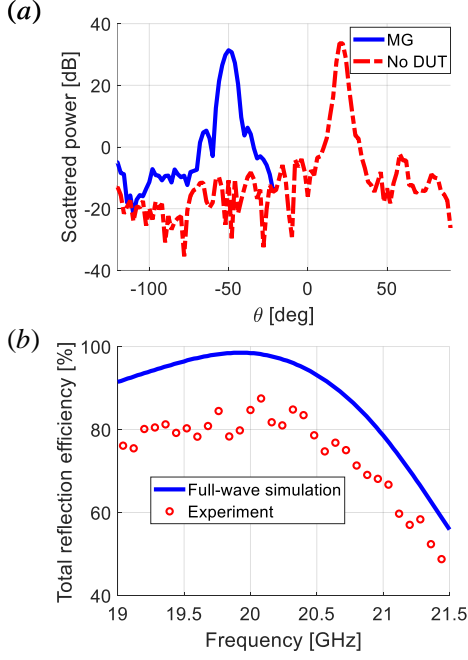 (a)
Scattered power [dB]
40
20
0
-20
-40
MG
No DUT
-100
-50
0
50
θ [deg]
(b)
Total reflection efficiency [%]
100
80
60
40
Full-wave simulation
Experiment
19
19.5
20
20.5
21
21.5
Frequency [GHz]